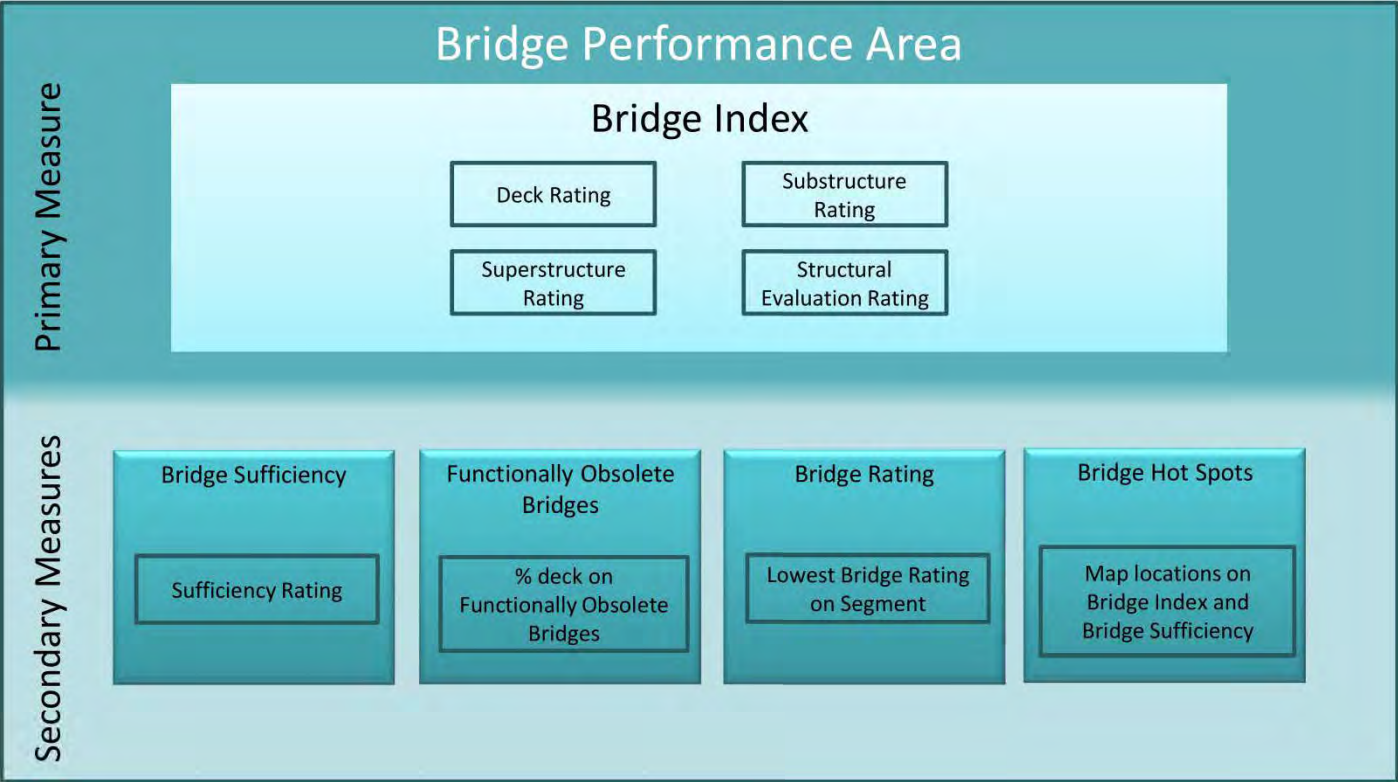 Bridge Performance Area
Primary Measure
Bridge Index
Deck Rating
Substructure
Rating
Superstructure
Rating
Structural
Evaluation Rating
Secondary Measures
Bridge Sufficiency
Sufficiency Rating
Functionally Obsolete
Bridges
% deck on
Functionally Obsolete
Bridges
Bridge Rating
Lowest Bridge Rating
on Segment
Bridge Hot Spots
Map locations on
Bridge Index and
Bridge Sufficiency